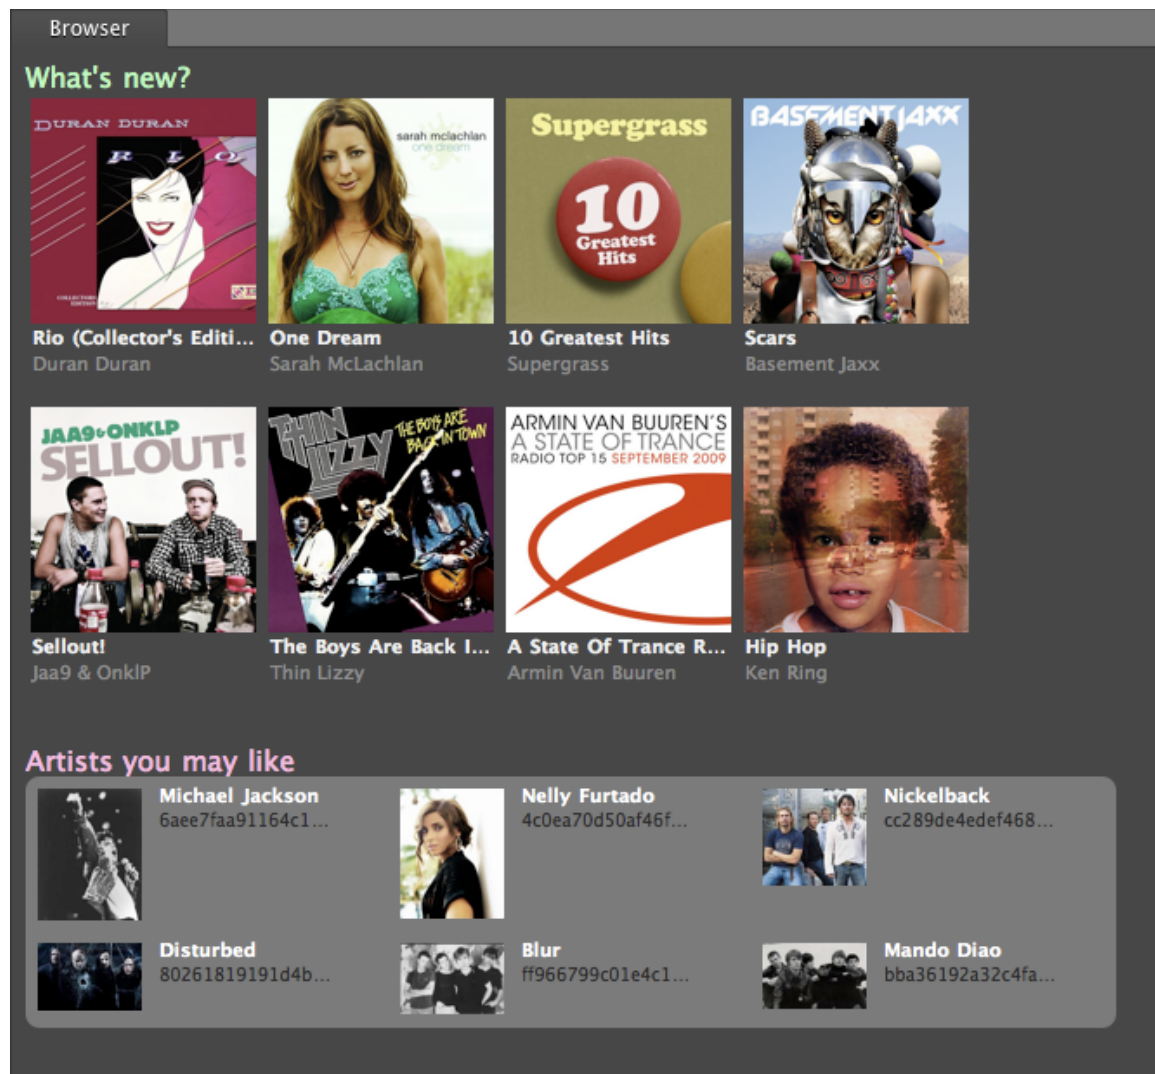 Browser
What's new?
DURAN DURAN
RIO
sarah mclachlan
one dream
Supergrass
10
Greatest
Hits
BASEMENT JAXX
COLLECTOR'S
EDITION
Rio (Collector's Editi...
One Dream
10 Greatest Hits
Scars
Duran Duran
Sarah McLachlan
Supergrass
Basement Jaxx
JAA9&ONKLP
SELLOUT!
THIN
LIZZY
THE BOYS ARE
BACK IN TOWN
ARMIN VAN BUUREN'S
A STATE OF TRANCE
RADIO TOP 15 SEPTEMBER 2009
Sellout!
The Boys Are Back I...
A State Of Trance R...
Hip Hop
Jaa9 & OnklP
Thin Lizzy
Armin Van Buuren
Ken Ring
Artists you may like
Michael Jackson
6aee7faa91164c1...
Nelly Furtado
4c0ea70d50af46f...
Nickelback
cc289de4edef468...
Disturbed
80261819191d4b...
Blur
ff966799c01e4c1...
Mando Diao
bba36192a32c4fa...